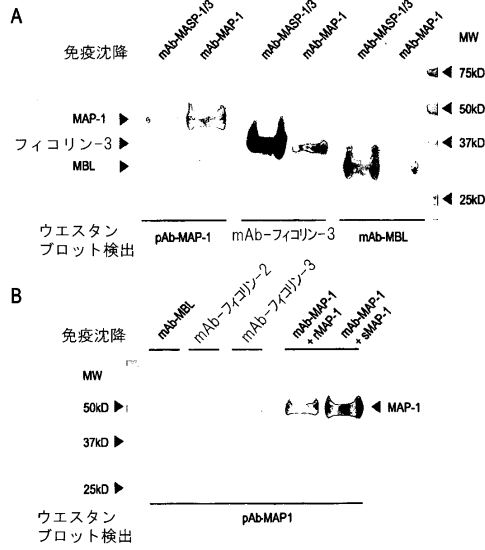 A
mAb-MASP-1/3
mAb-MAP-1
mAb-MASP-1/3
mAb-MAP-1
mAb-MASP-1/3
mAb-MAP-1
免疫沈降
MW
75kD
50kD
37kD
25kD
MAP-1
フィコリン-3
MBL
ウエスタン
ブロット検出
pAb-MAP-1
mAb-フィコリン-3
mAb-MBL
B
免疫沈降
mAb-MBL
mAb-フィコリン-2
mAb-フィコリン-3
mAb-MAP-1
+ rMAP-1
mAb-MAP-1
+ sMAP-1
MW
50kD
37kD
25kD
MAP-1
ウエスタン
ブロット検出
pAb-MAP1